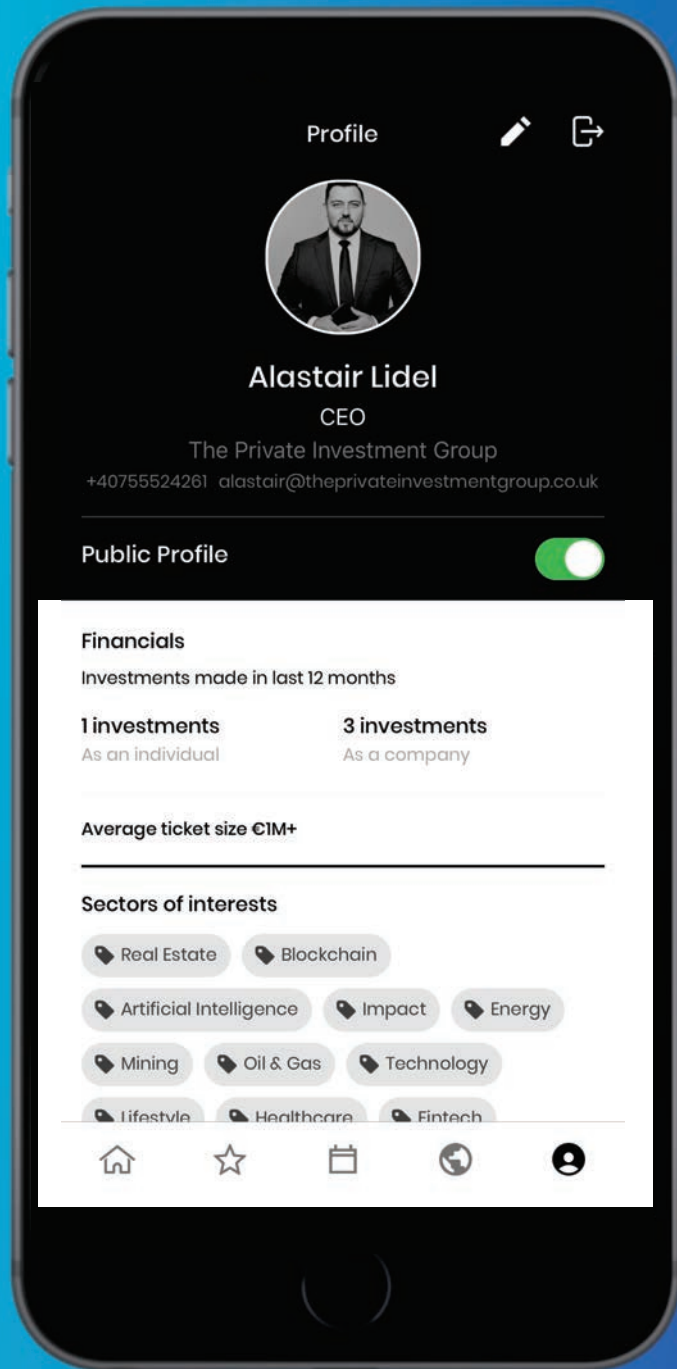 Profile
Alastair Lidel
CEO
The Private Investment Group
+40755524261 alastair@theprivateinvestmentgroup.co.uk
Public Profile
Financials
Investments made in last 12 months
1 investments 3 investments
As an individual As a company
Average ticket size €1M+
Sectors of interests
Real Estate Blockchain
Artificial Intelligence Impact Energy
Mining Oil & Gas Technology
Lifestyle Healthcare Fintech